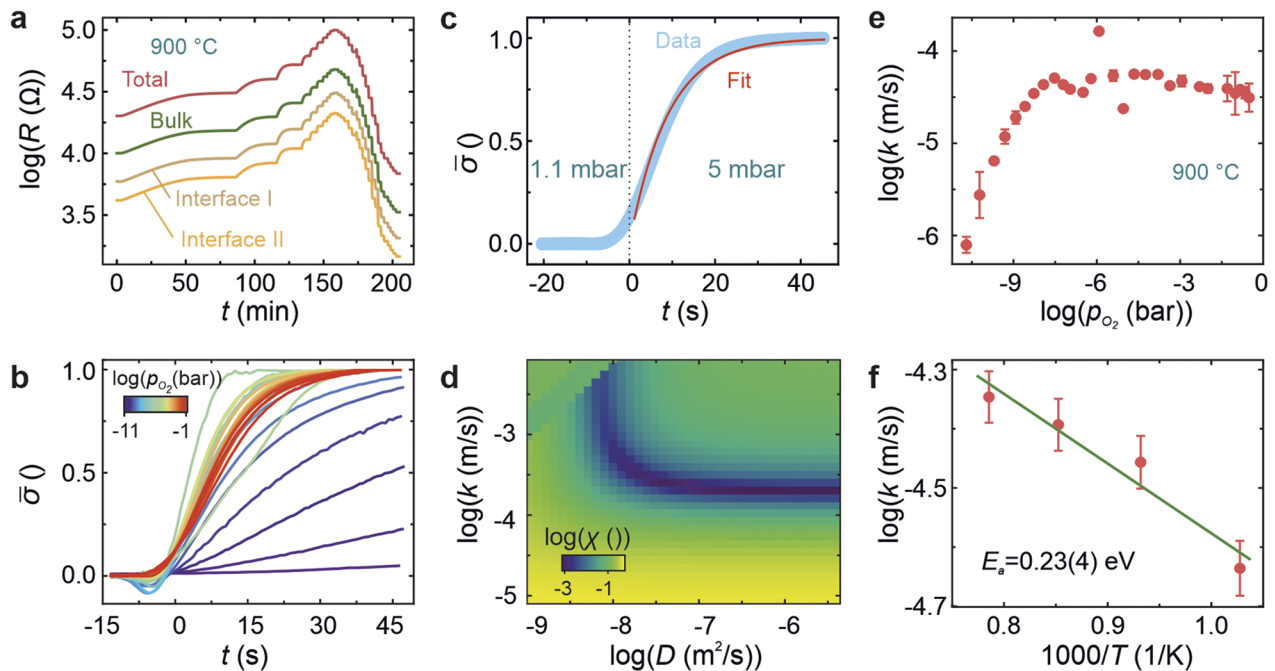 a
900 °C
Total
Bulk
Interface I
Interface II
log(R (Ω))
5.0
4.5
4.0
3.5
0
50
100
150
200
t (min)
b
log(pO2(bar))
-11
-1
σ̅ ()
1.0
0.5
0.0
-15
0
15
30
45
t (s)
c
Data
Fit
1.1 mbar
5 mbar
σ̅ ()
1.0
0.5
0.0
-20
0
20
40
t (s)
d
log(k (m/s))
-3
-4
-5
log(χ ())
-3
-1
-9
-8
-7
-6
log(D (m²/s))
e
log(k (m/s))
-4
-5
-6
900 °C
-9
-6
-3
0
log(pO2 (bar))
f
log(k (m/s))
-4.3
-4.5
-4.7
Ea=0.23(4) eV
0.8
0.9
1.0
1000/T (1/K)